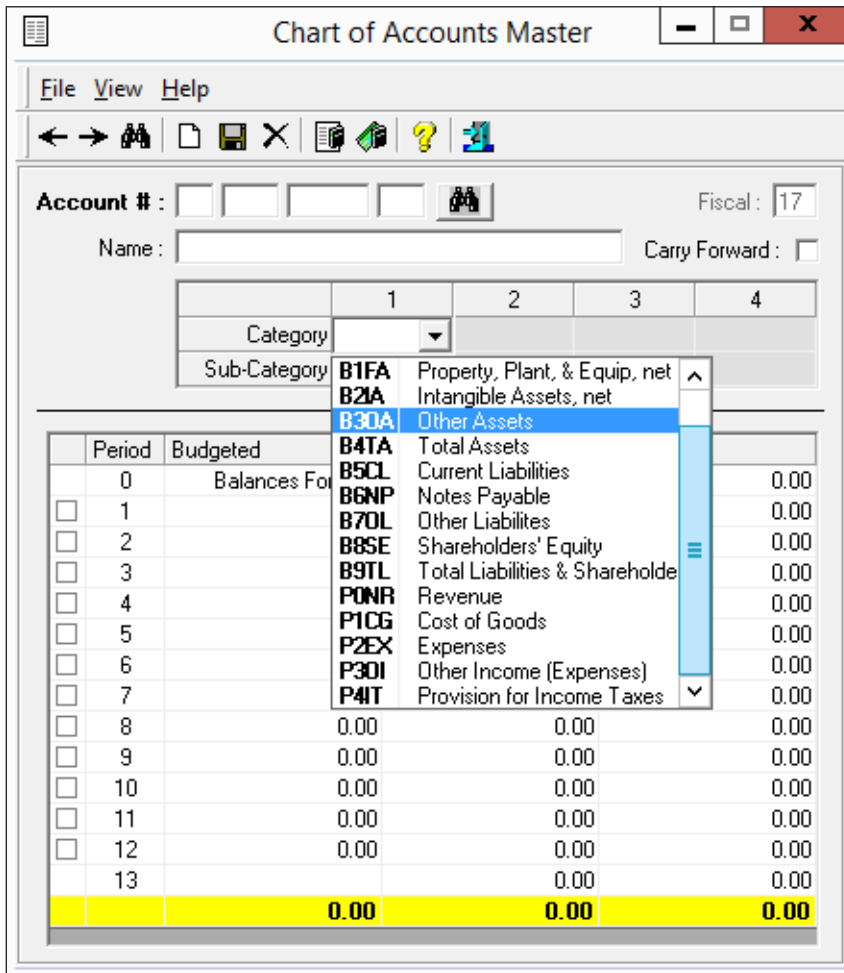 Chart of Accounts Master
File View Help
Account # :
Fiscal : 17
Name :
Carry Forward :
1 2 3 4
Category
Sub-Category
B1FA Property, Plant, & Equip, net
B2IA Intangible Assets, net
B3OA Other Assets
B4TA Total Assets
B5CL Current Liabilities
B6NP Notes Payable
B7OL Other Liabilites
B8SE Shareholders' Equity
B9TL Total Liabilities & Shareholde
P0NR Revenue
P1CG Cost of Goods
P2EX Expenses
P3OI Other Income (Expenses)
P4IT Provision for Income Taxes
Period Budgeted
0 Balances For 0.00
1 0.00
2 0.00
3 0.00
4 0.00
5 0.00
6 0.00
7 0.00
8 0.00 0.00 0.00
9 0.00 0.00 0.00
10 0.00 0.00 0.00
11 0.00 0.00 0.00
12 0.00 0.00 0.00
13 0.00 0.00
0.00 0.00 0.00